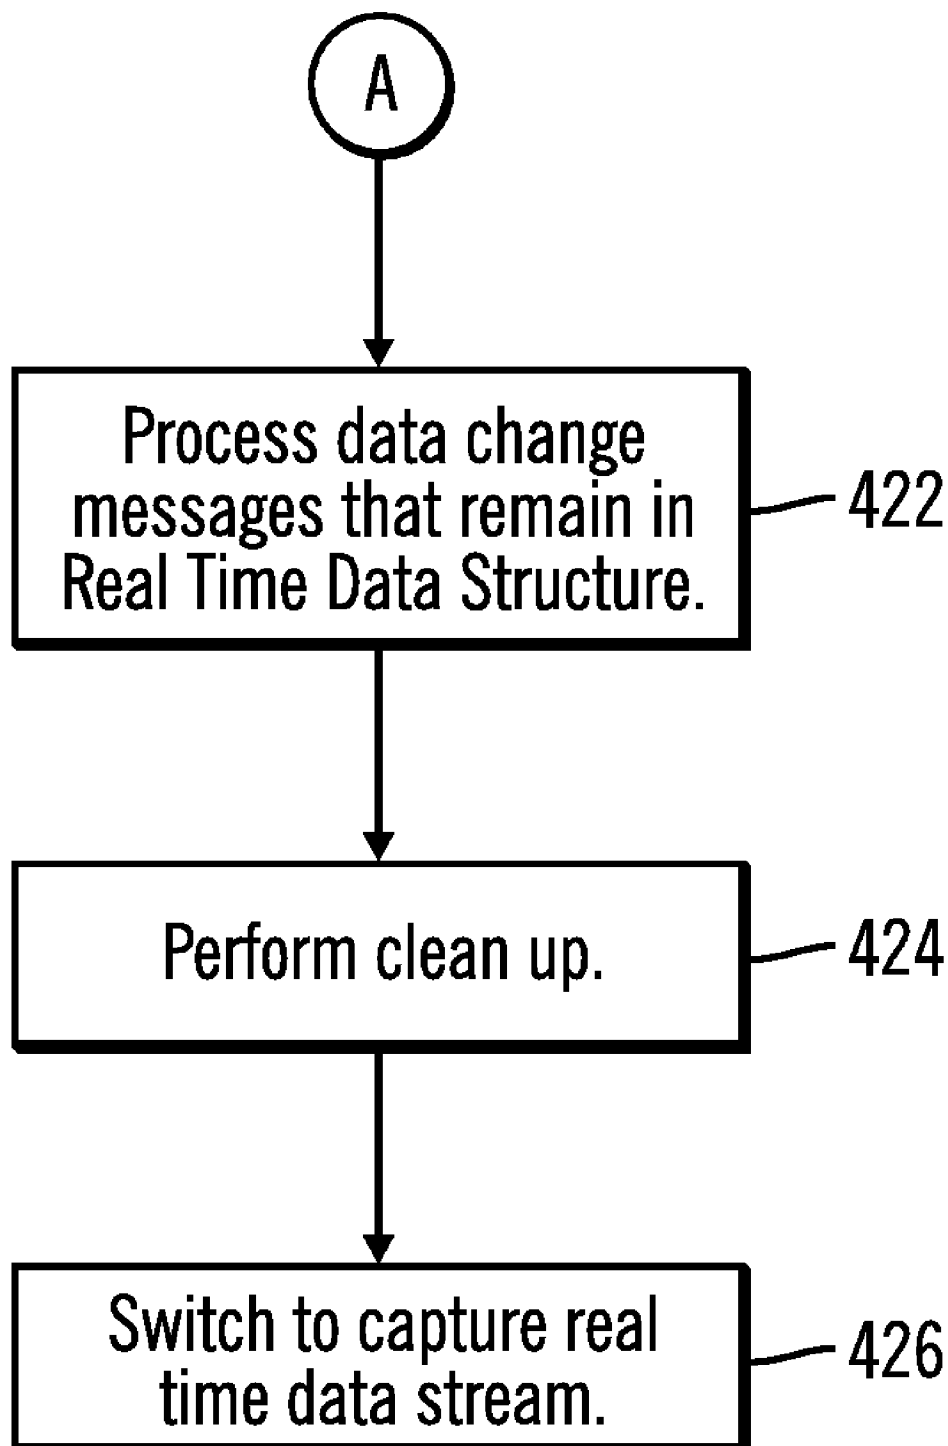 A
Process data change
messages that remain in
Real Time Data Structure.
422
Perform clean up.
424
Switch to capture real
time data stream.
426